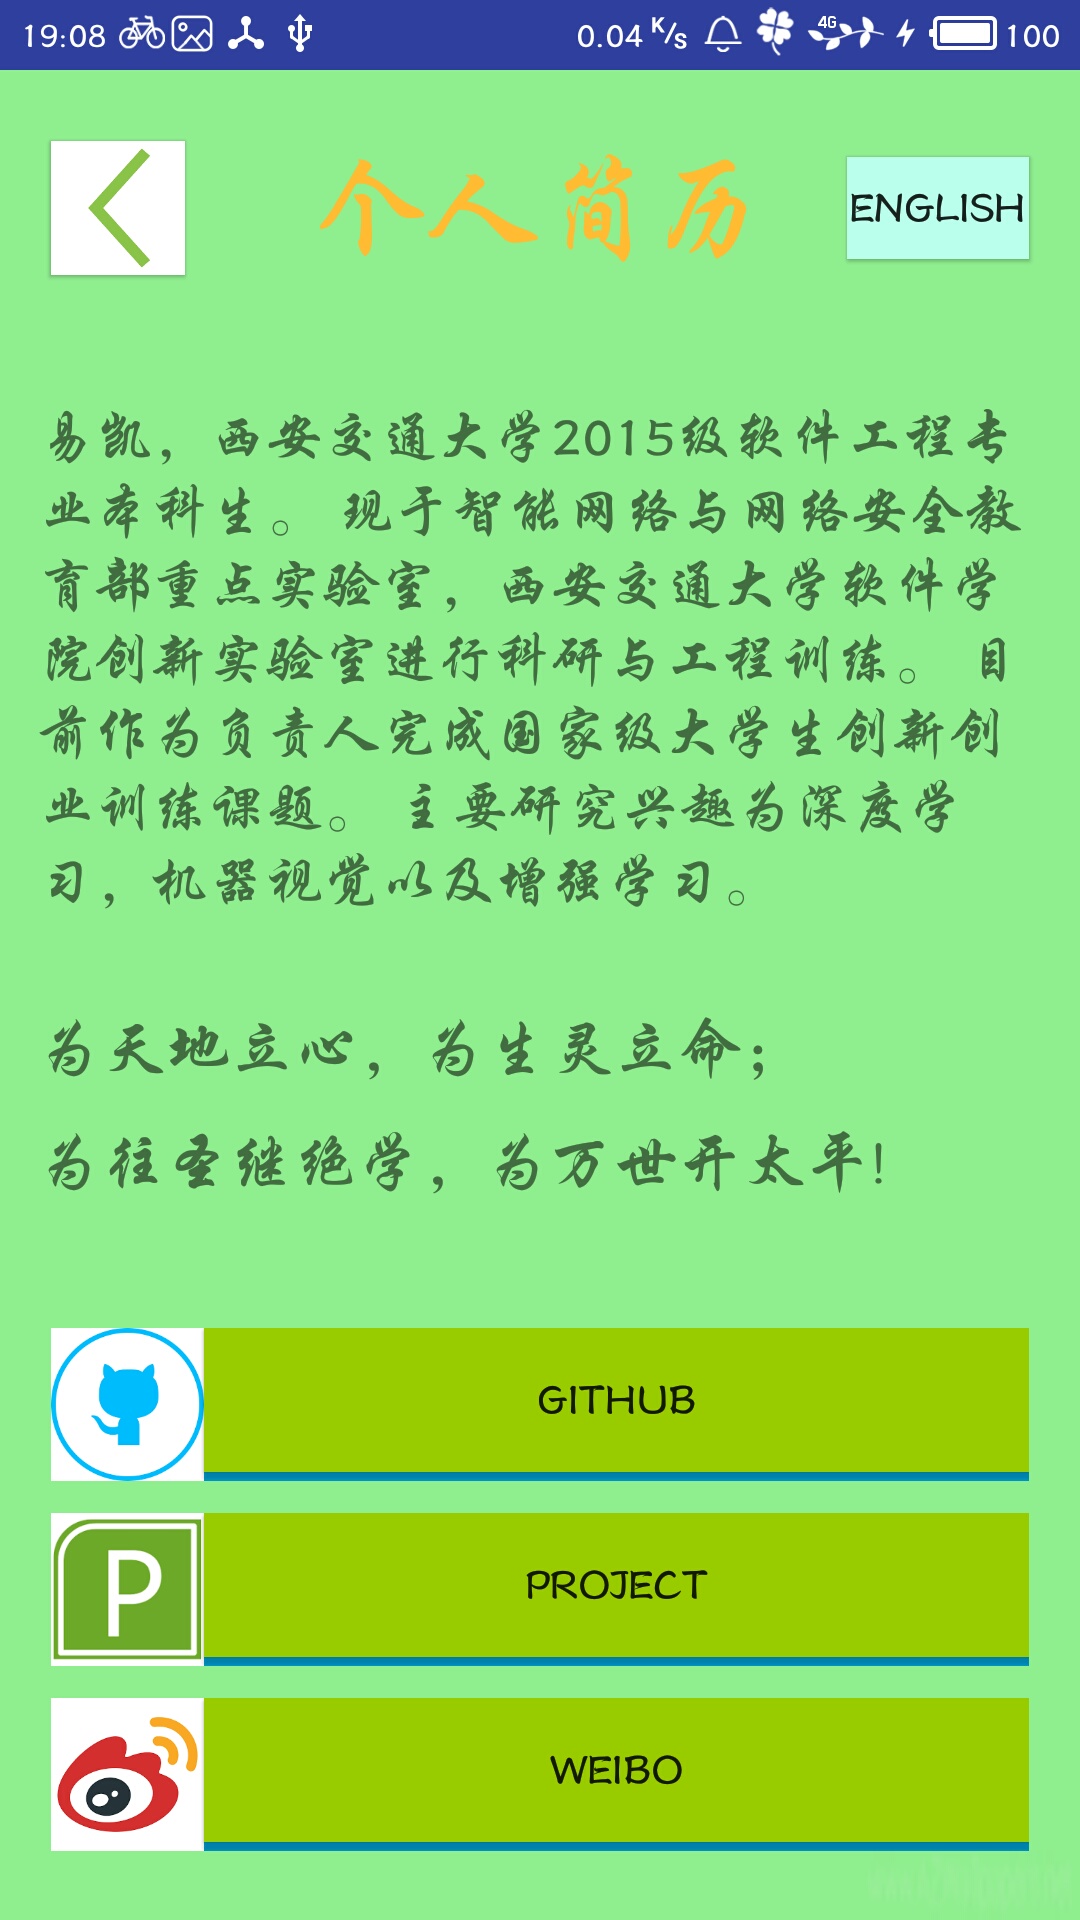 19:08 0.04 K/s 4G 100
个人简历
ENGLISH
易凯，西安交通大学2015级软件工程专
业本科生。 现于智能网络与网络安全教
育部重点实验室，西安交通大学软件学
院创新实验室进行科研与工程训练。 目
前作为负责人完成国家级大学生创新创
业训练课题。 主要研究兴趣为深度学
习，机器视觉以及增强学习。
为天地立心，为生灵立命；
为往圣继绝学，为万世开太平！
GITHUB
P PROJECT
WEIBO